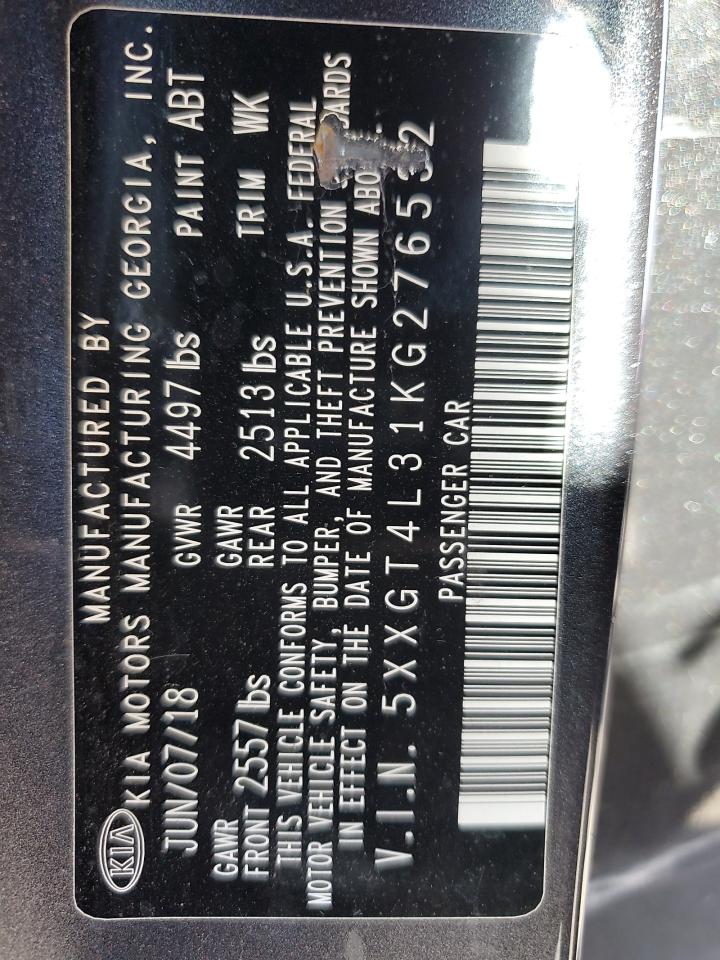 KIA
MANUFACTURED BY
KIA MOTORS MANUFACTURING GEORGIA, INC.
JUN/07/18 GVWR 4497 lbs PAINT ABT
GAWR FRONT 2557 lbs GAWR REAR 2513 lbs TRIM WK
THIS VEHICLE CONFORMS TO ALL APPLICABLE U.S.A. FEDERAL
MOTOR VEHICLE SAFETY, BUMPER, AND THEFT PREVENTION
IN EFFECT ON THE DATE OF MANUFACTURE SHOWN
V.I.N. 5XXGT4L31KG276532
PASSENGER CAR